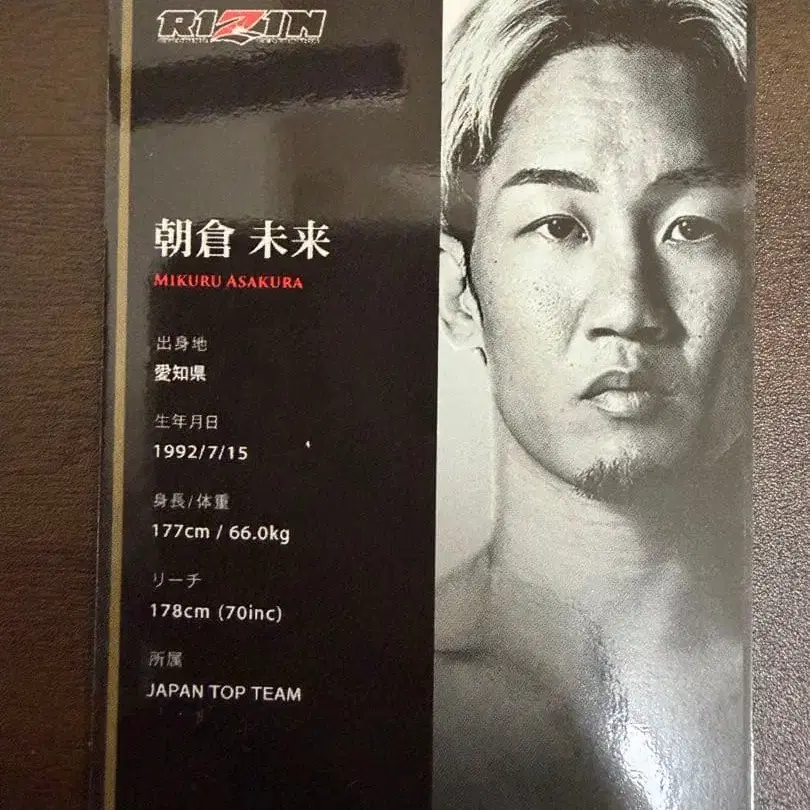 RIZIN
朝倉 未来
MIKURU ASAKURA
出身地
愛知県
生年月日
1992/7/15
身長/体重
177cm / 66.0kg
リーチ
178cm (70inc)
所属
JAPAN TOP TEAM